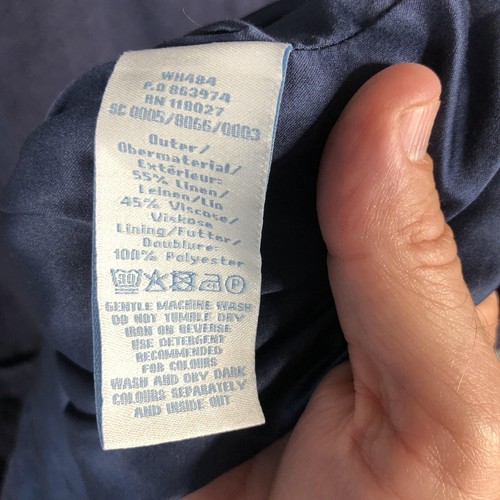 WH484
P.O 863974
RN 118027
SC 0005/8066/0003
Outer/
Obermaterial/
Extérieur:
55% Linen/
Leinen/Lin
45% Viscose/
Viskose
Lining/Futter/
Doublure:
100% Polyester
30 P
GENTLE MACHINE WASH
DO NOT TUMBLE DRY
IRON ON REVERSE
USE DETERGENT
RECOMMENDED
FOR COLOURS
WASH AND DRY DARK
COLOURS SEPARATELY
AND INSIDE OUT